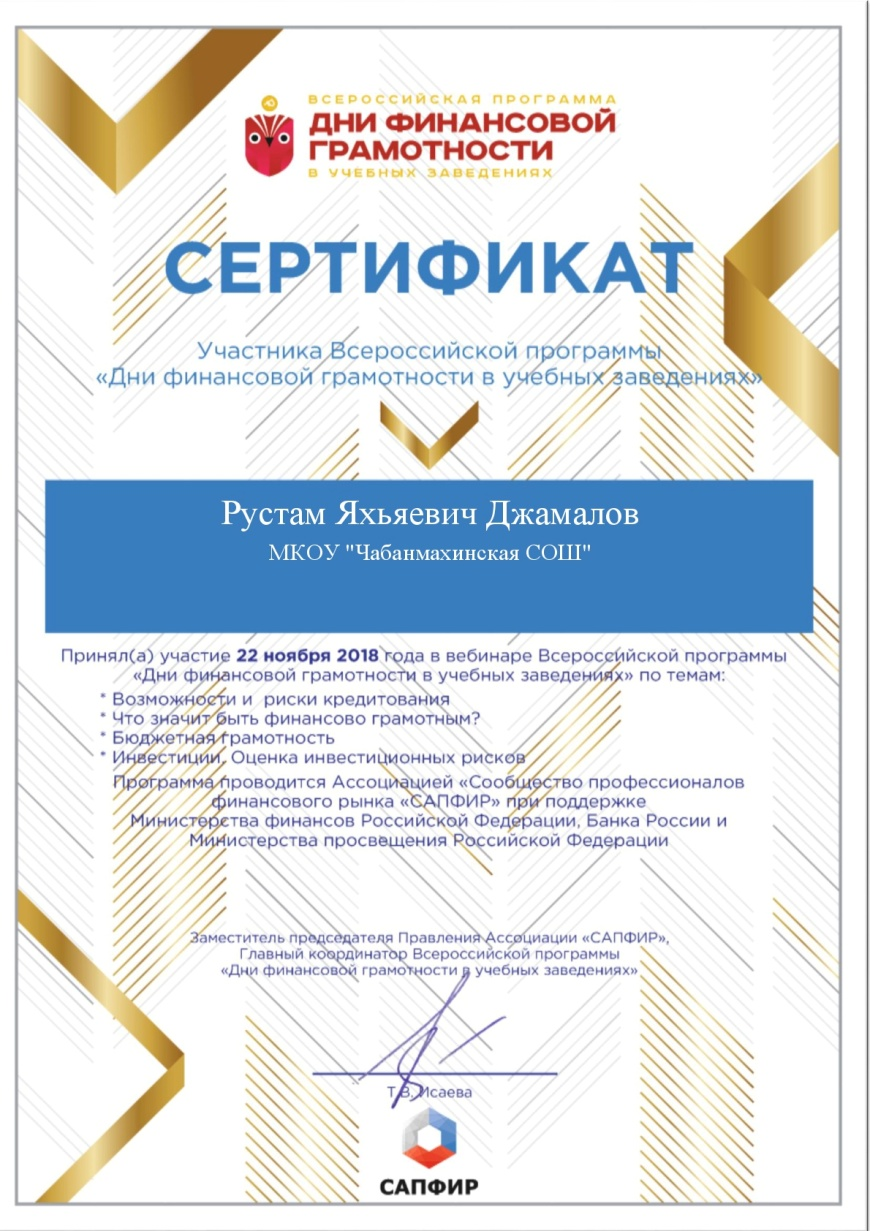 ВСЕРОССИЙСКАЯ ПРОГРАММА
ДНИ ФИНАНСОВОЙ
ГРАМОТНОСТИ
В УЧЕБНЫХ ЗАВЕДЕНИЯХ
СЕРТИФИКАТ
Участника Всероссийской программы
«Дни финансовой грамотности в учебных заведениях»
Рустам Яхьяевич Джамалов
МКОУ "Чабанмахинская СОШ"
Принял(а) участие 22 ноября 2018 года в вебинаре Всероссийской программы
«Дни финансовой грамотности в учебных заведениях» по темам:
* Возможности и риски кредитования
* Что значит быть финансово грамотным?
* Бюджетная грамотность
* Инвестиции. Оценка инвестиционных рисков
Программа проводится Ассоциацией «Сообщество профессионалов
финансового рынка «САПФИР» при поддержке
Министерства финансов Российской Федерации, Банка России и
Министерства просвещения Российской Федерации
Заместитель председателя Правления Ассоциации «САПФИР»,
Главный координатор Всероссийской программы
«Дни финансовой грамотности в учебных заведениях»
Т.В. Исаева
САПФИР